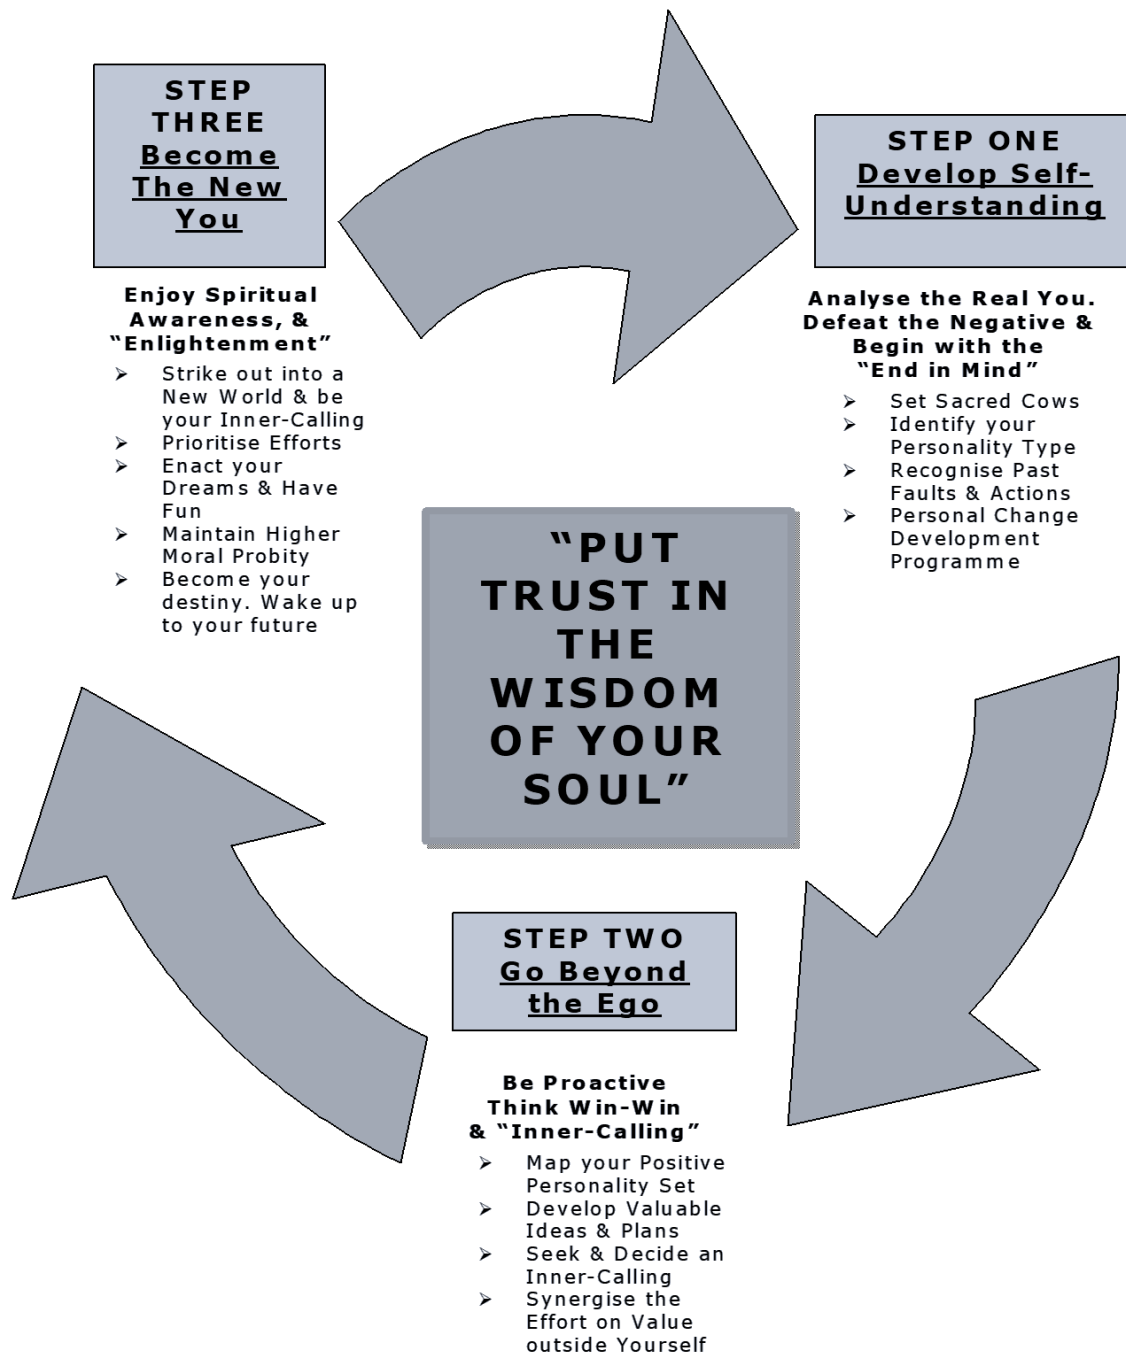 STEP
THREE
Become
The New
You
Enjoy Spiritual
Awareness, &
“Enlightenment”
➢ Strike out into a
New World & be
your Inner-Calling
➢ Prioritise Efforts
➢ Enact your
Dreams & Have
Fun
➢ Maintain Higher
Moral Probity
➢ Become your
destiny. Wake up
to your future
STEP ONE
Develop Self-
Understanding
Analyse the Real You.
Defeat the Negative &
Begin with the
“End in Mind”
➢ Set Sacred Cows
➢ Identify your
Personality Type
➢ Recognise Past
Faults & Actions
➢ Personal Change
Development
Programme
“PUT
TRUST IN
THE
WISDOM
OF YOUR
SOUL”
STEP TWO
Go Beyond
the Ego
Be Proactive
Think Win-Win
& “Inner-Calling”
➢ Map your Positive
Personality Set
➢ Develop Valuable
Ideas & Plans
➢ Seek & Decide an
Inner-Calling
➢ Synergise the
Effort on Value
outside Yourself